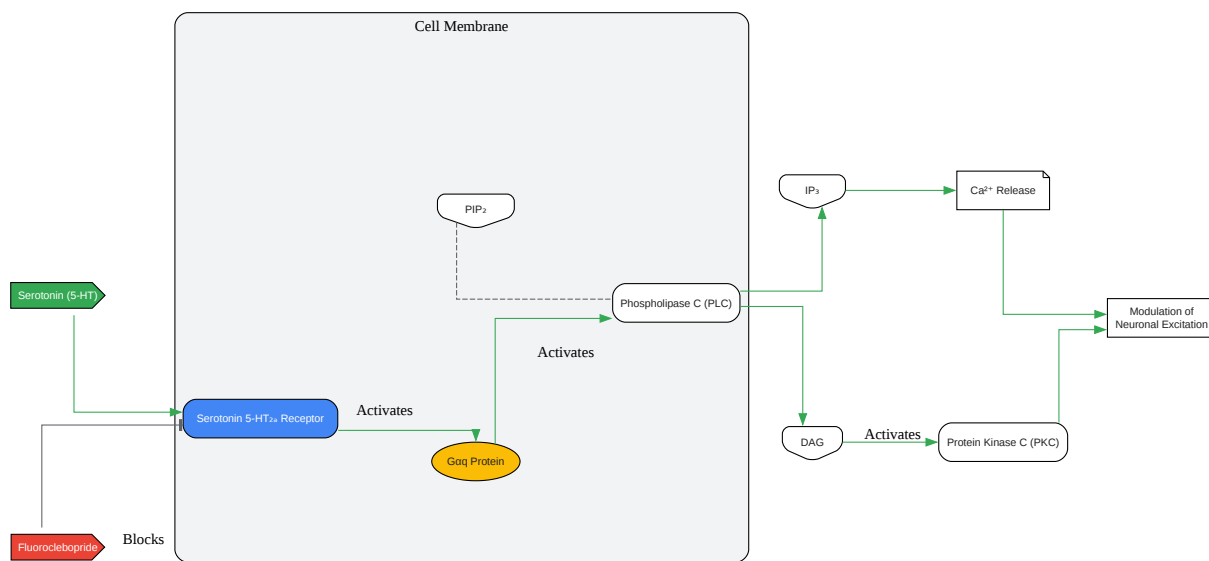 Cell Membrane
PIP₂
IP₃
Ca²⁺ Release
Serotonin (5-HT)
Phospholipase C (PLC)
Modulation of
Neuronal Excitation
Activates
Serotonin 5-HT₂ₐ Receptor
Activates
Gαq Protein
DAG
Activates
Protein Kinase C (PKC)
Fluoroclebopride
Blocks